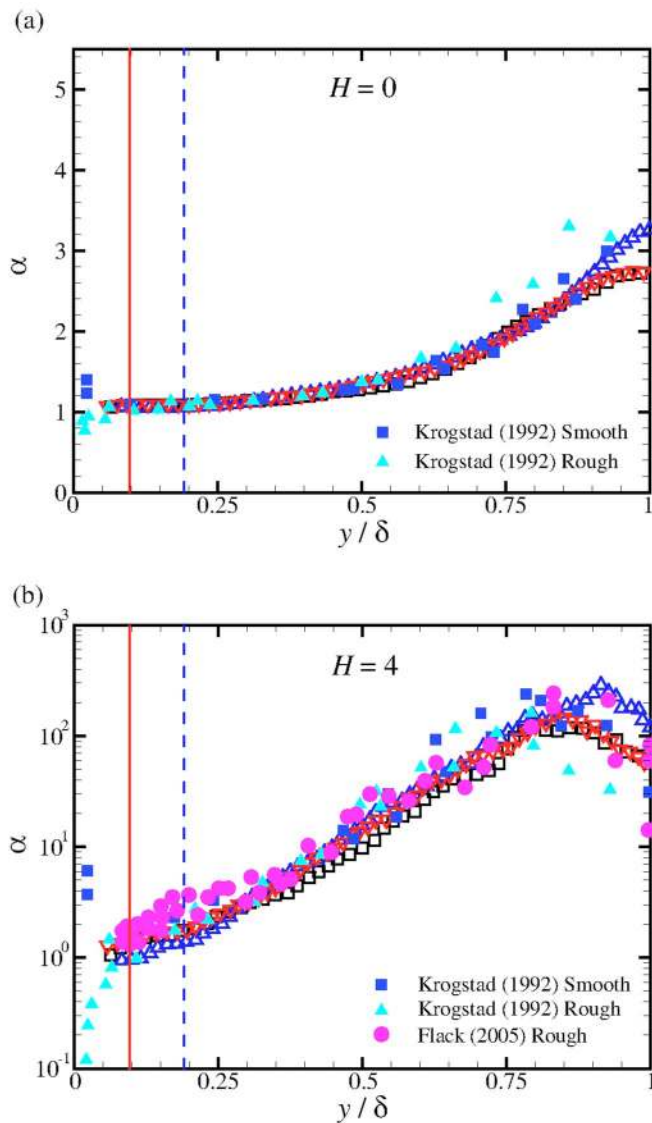 (a)
H = 0
5
4
3
2
1
0
α
0
0.25
0.5
0.75
1
y / δ
Krogstad (1992) Smooth
Krogstad (1992) Rough
(b)
H = 4
10³
10²
10¹
10⁰
10⁻¹
α
0
0.25
0.5
0.75
1
y / δ
Krogstad (1992) Smooth
Krogstad (1992) Rough
Flack (2005) Rough